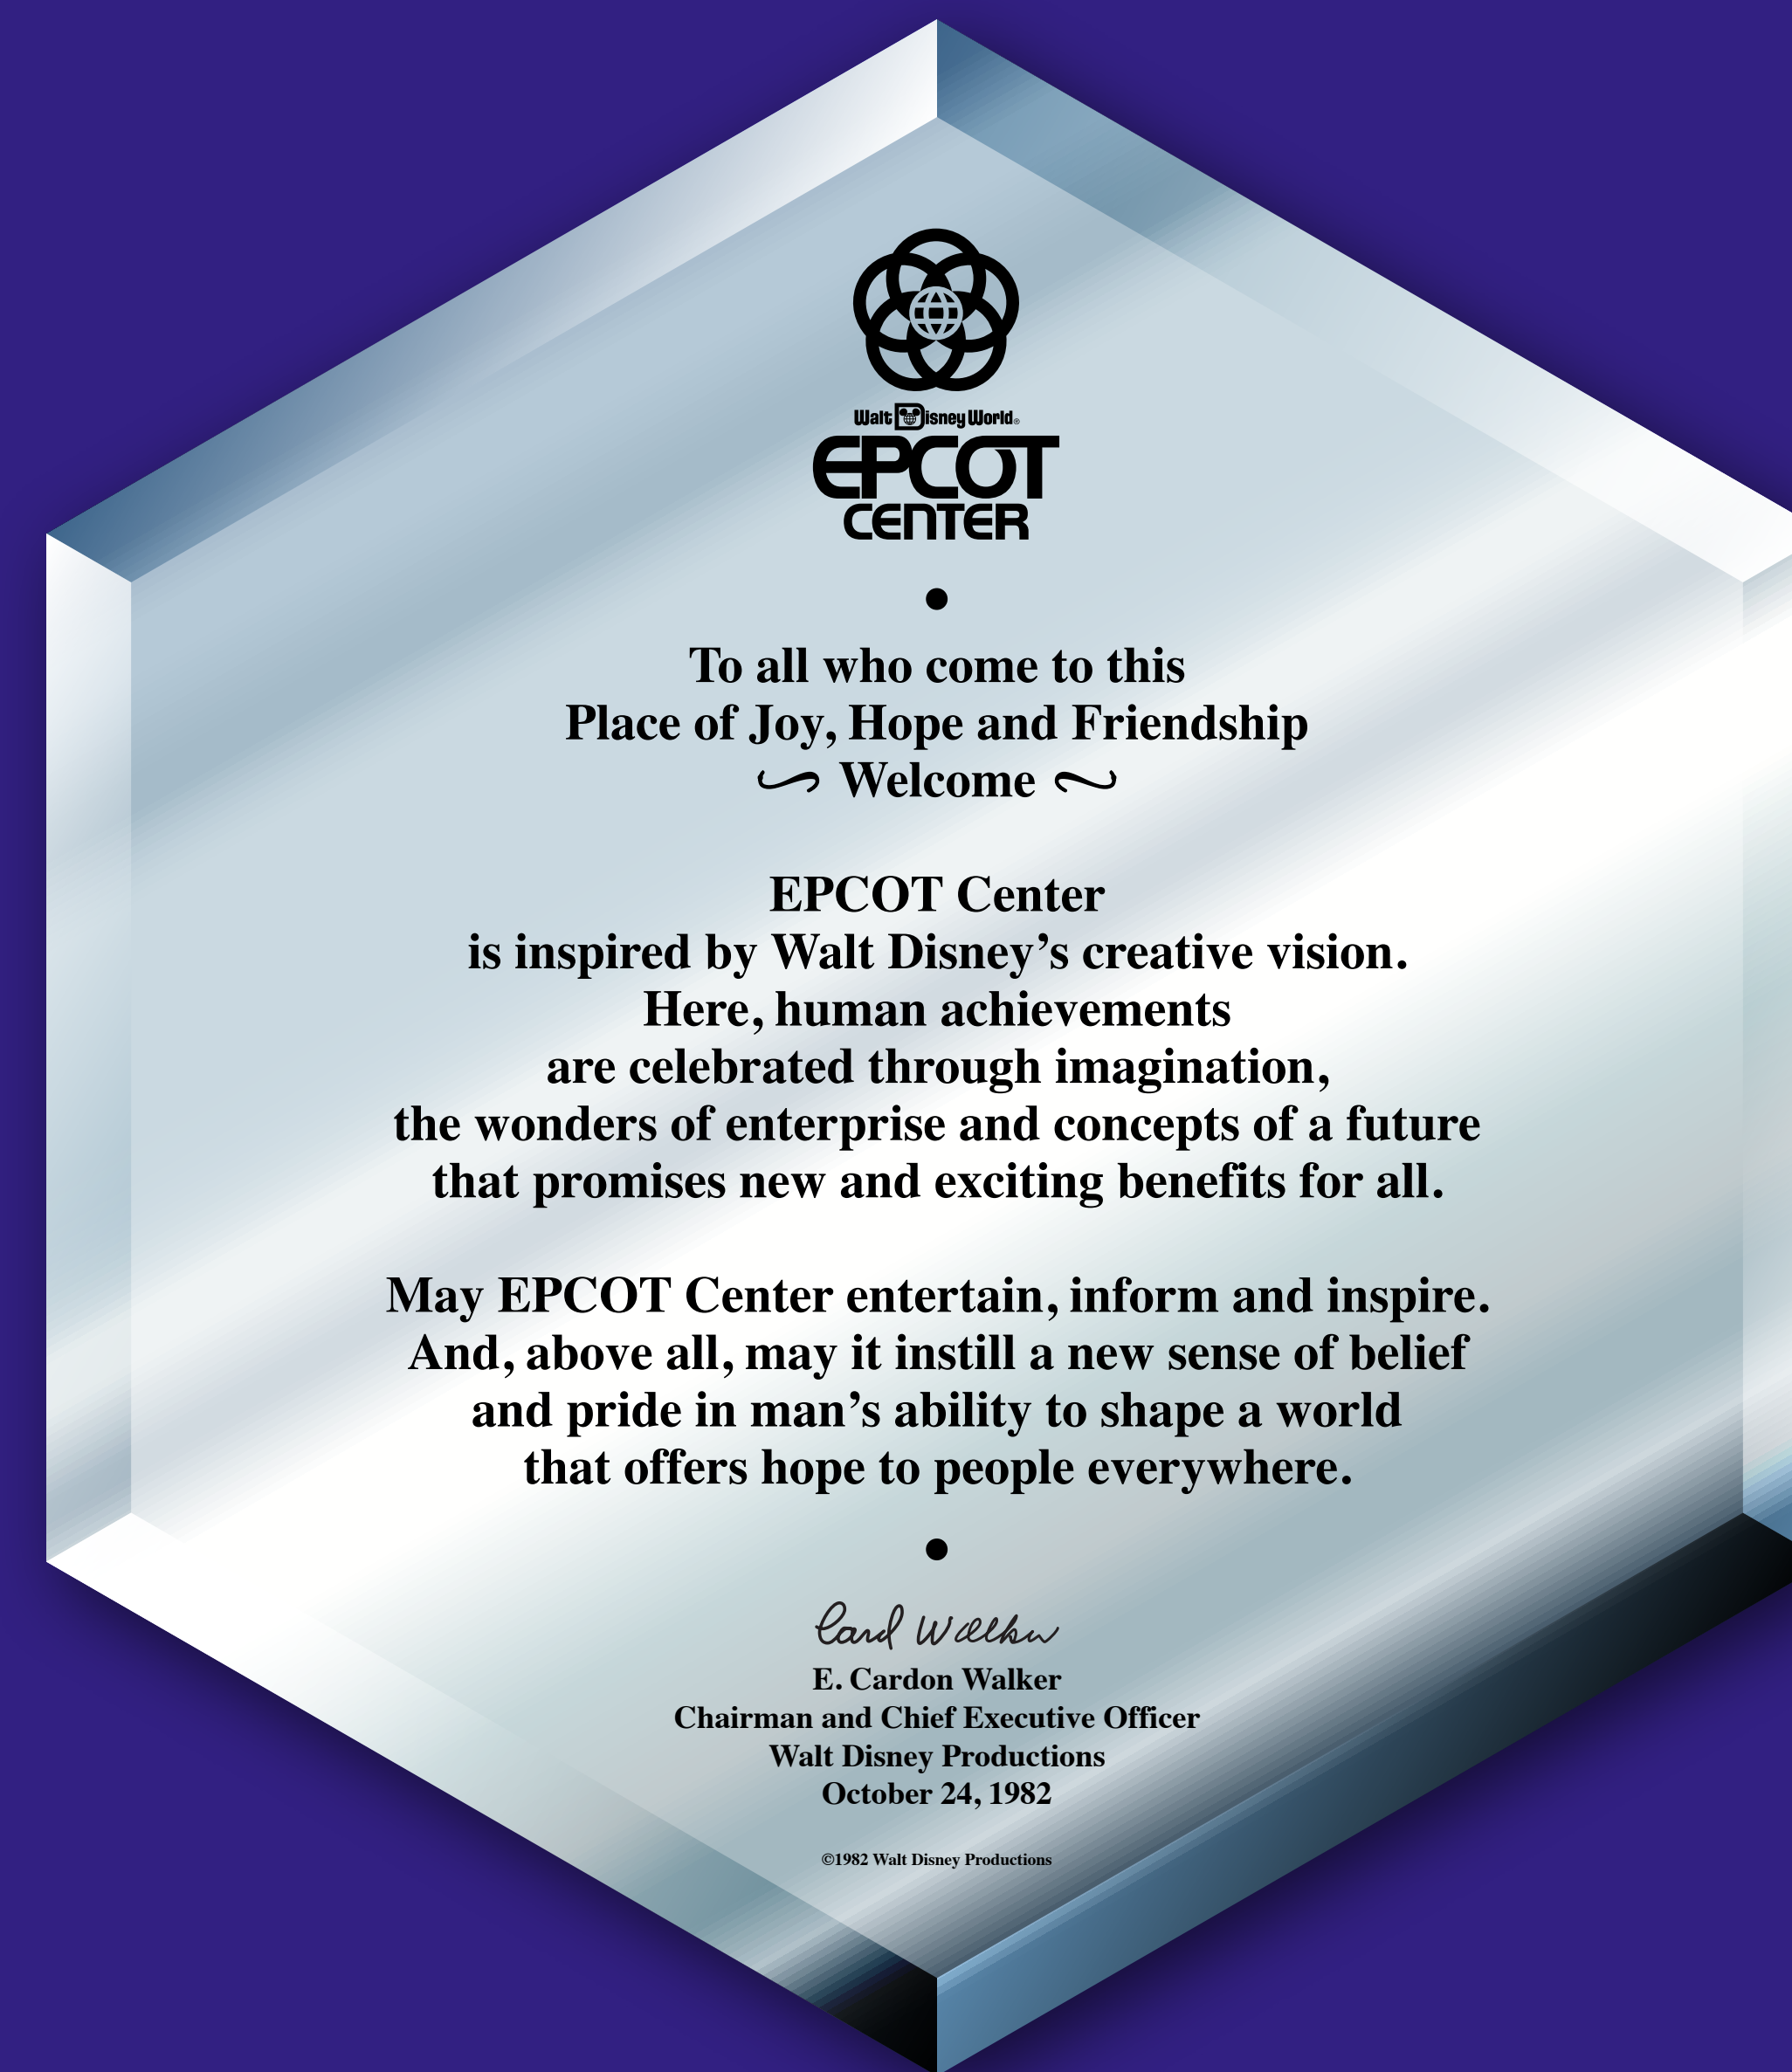 Walt Disney World®
EPCOT
CENTER
To all who come to this
Place of Joy, Hope and Friendship
Welcome
EPCOT Center
is inspired by Walt Disney’s creative vision.
Here, human achievements
are celebrated through imagination,
the wonders of enterprise and concepts of a future
that promises new and exciting benefits for all.
May EPCOT Center entertain, inform and inspire.
And, above all, may it instill a new sense of belief
and pride in man’s ability to shape a world
that offers hope to people everywhere.
Card Walker
E. Cardon Walker
Chairman and Chief Executive Officer
Walt Disney Productions
October 24, 1982
©1982 Walt Disney Productions